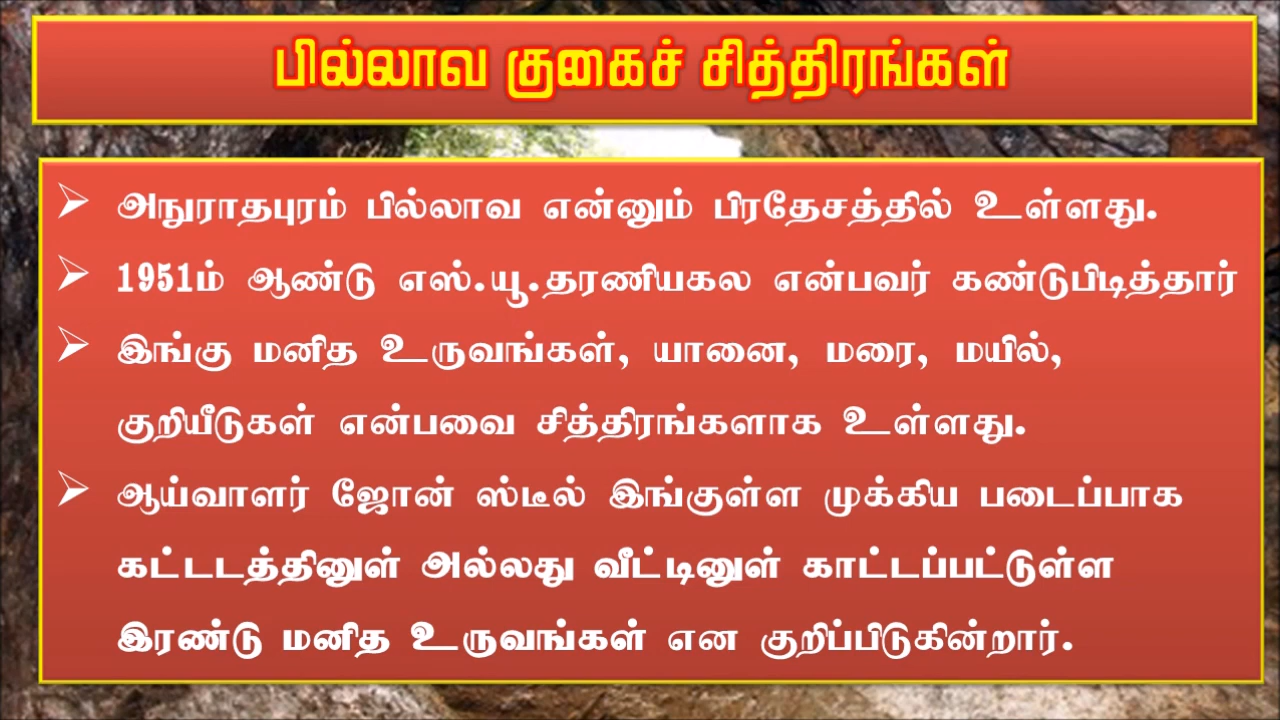 பில்லாவ குகைச் சித்திரங்கள்
அநுராதபுரம் பில்லாவ என்னும் பிரதேசத்தில் உள்ளது.
1951ம் ஆண்டு எஸ்.யூ.தரணியகல என்பவர் கண்டுபிடித்தார்
இங்கு மனித உருவங்கள், யானை, மரை, மயில்,
குறியீடுகள் என்பவை சித்திரங்களாக உள்ளது.
ஆய்வாளர் ஜோன் ஸ்டீல் இங்குள்ள முக்கிய படைப்பாக
கட்டடத்தினுள் அல்லது வீட்டினுள் காட்டப்பட்டுள்ள
இரண்டு மனித உருவங்கள் என குறிப்பிடுகின்றார்.